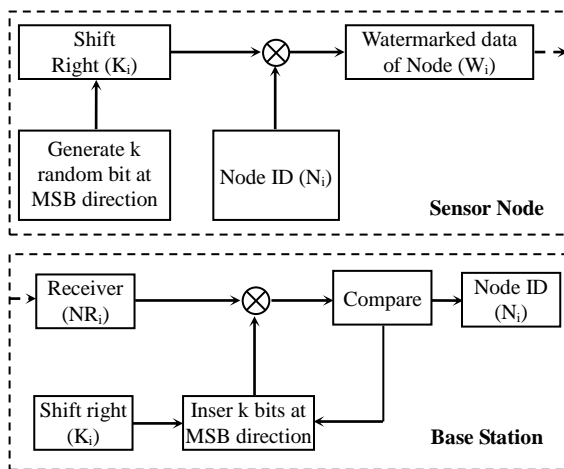 Shift
Right (Kᵢ)
Watermarked data
of Node (Wᵢ)
Generate k
random bit at
MSB direction
Node ID (Nᵢ)
Sensor Node
Receiver
(NRᵢ)
Compare
Node ID
(Nᵢ)
Shift right
(Kᵢ)
Inser k bits at
MSB direction
Base Station